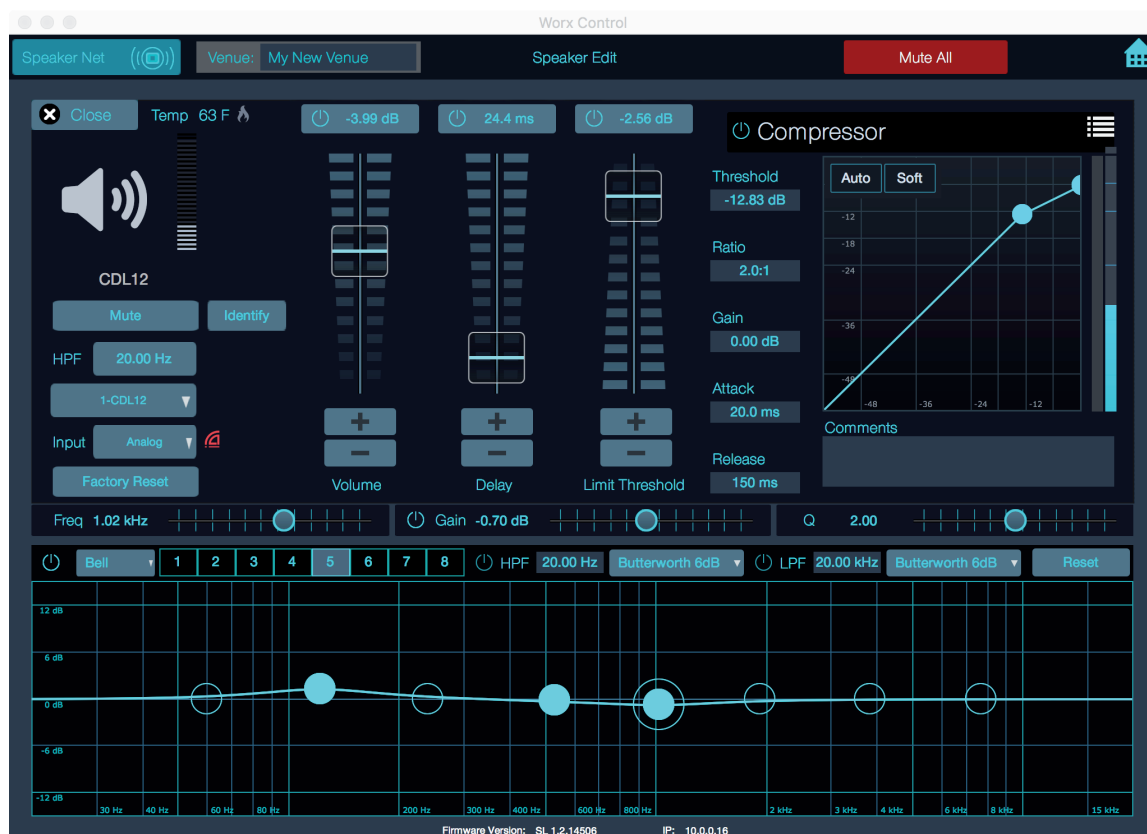 Worx Control
Speaker Net
Venue: My New Venue
Speaker Edit
Mute All
Close
Temp 63 F
-3.99 dB
24.4 ms
-2.56 dB
Compressor
Threshold
-12.83 dB
Auto
Soft
-12
-18
-24
-36
-48
-48
-36
-24
-12
Ratio
2.0:1
CDL12
Mute
Identify
Gain
0.00 dB
HPF
20.00 Hz
Attack
20.0 ms
1-CDL12
Input
Analog
Comments
Release
150 ms
Factory Reset
Volume
Delay
Limit Threshold
Freq 1.02 kHz
Gain -0.70 dB
Q 2.00
Bell
1 2 3 4 5 6 7 8
HPF 20.00 Hz Butterworth 6dB
LPF 20.00 kHz Butterworth 6dB
Reset
12 dB
6 dB
0 dB
-6 dB
-12 dB
30 Hz 40 Hz 60 Hz 80 Hz 200 Hz 300 Hz 400 Hz 600 Hz 800 Hz 2 kHz 3 kHz 4 kHz 6 kHz 8 kHz 15 kHz
Firmware Version: SL 1.2.14506 IP: 10.0.0.16